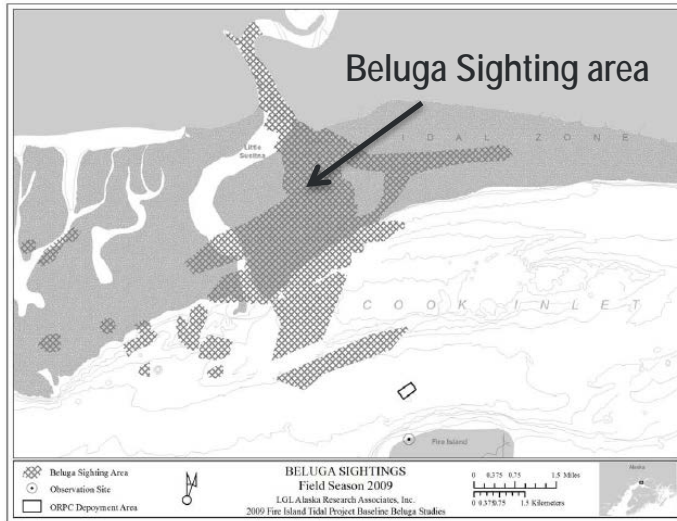 Beluga Sighting area
TIDAL ZONE
Little
Susitna
COOK INLET
Fire Island
Beluga Sighting Area
Observation Site
ORPC Depoyment Area
BELUGA SIGHTINGS
Field Season 2009
LGL Alaska Research Associates, Inc.
2009 Fire Island Tidal Project Baseline Beluga Studies
0 0.375 0.75 1.5 Miles
0 0.375 0.75 1.5 Kilometers
Alaska